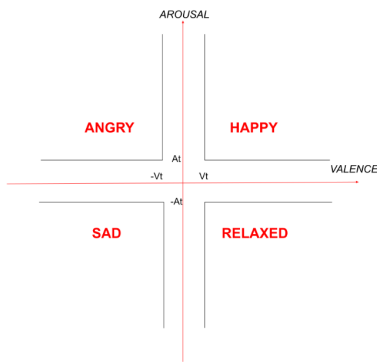 AROUSAL
ANGRY
HAPPY
At
VALENCE
-Vt
Vt
-At
SAD
RELAXED